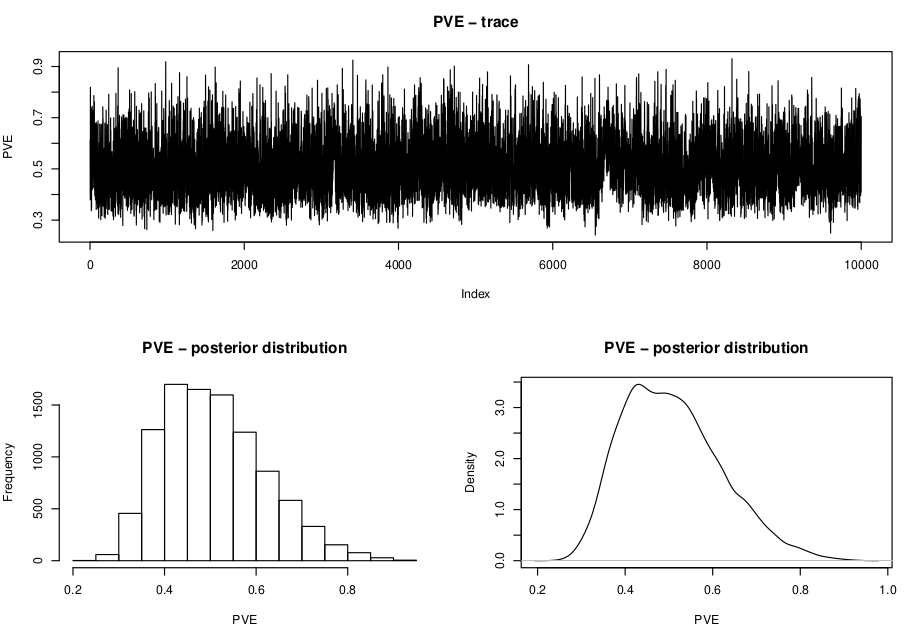 PVE − trace
PVE
0.3 0.5 0.7 0.9
0 2000 4000 6000 8000 10000
Index
PVE − posterior distribution
Frequency
0 500 1000 1500
0.2 0.4 0.6 0.8
PVE
PVE − posterior distribution
Density
0.0 1.0 2.0 3.0
0.2 0.4 0.6 0.8 1.0
PVE